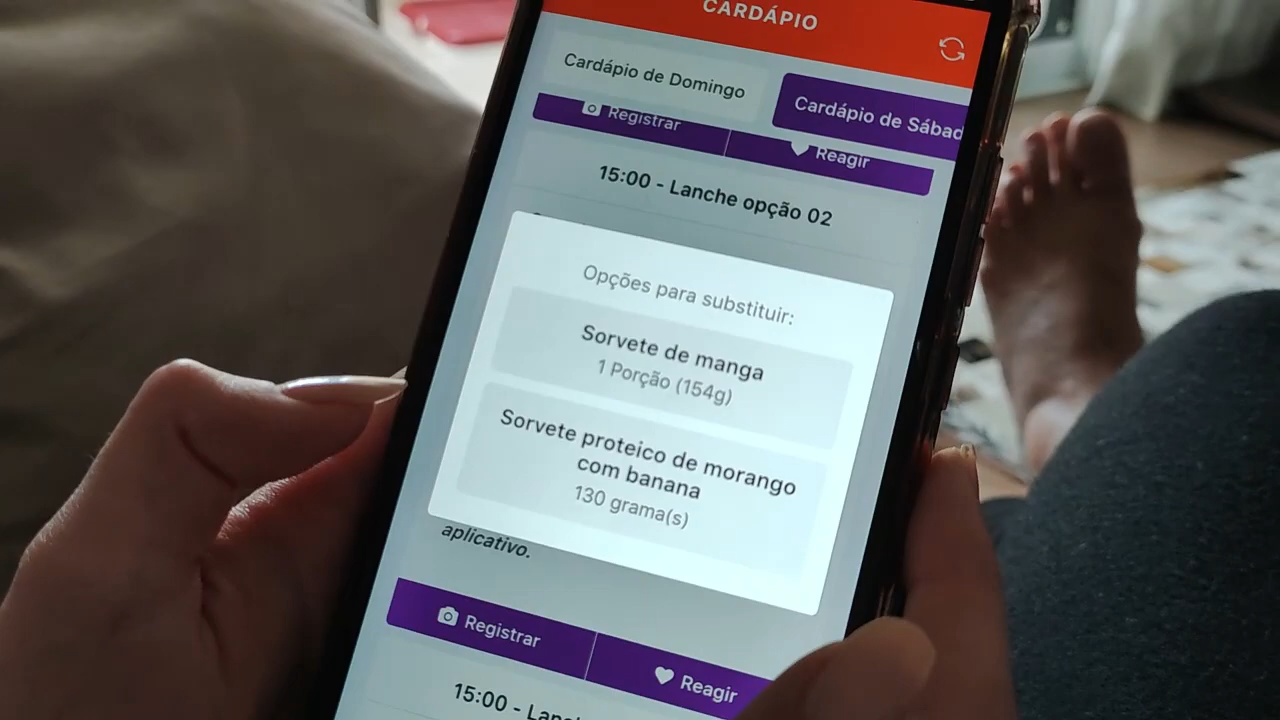 CARDÁPIO
Cardápio de Domingo
Cardápio de Sábad
Registrar
Reagir
15:00 - Lanche opção 02
Opções para substituir:
Sorvete de manga
1 Porção (154g)
Sorvete proteico de morango
com banana
130 grama(s)
aplicativo.
Registrar
Reagir
15:00 - Lanc